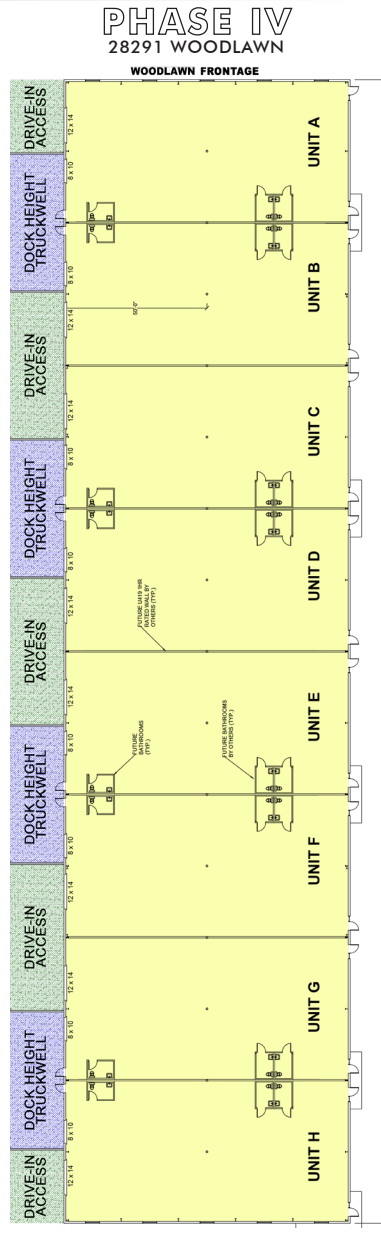 PHASE IV
28291 WOODLAWN
WOODLAWN FRONTAGE
DRIVE-IN
ACCESS
12 x 14
UNIT A
8 x 10
DOCK HEIGHT
TRUCKWELL
8 x 10
UNIT B
12 x 14
50'-0"
DRIVE-IN
ACCESS
12 x 14
UNIT C
8 x 10
DOCK HEIGHT
TRUCKWELL
8 x 10
UNIT D
12 x 14
FUTURE U419 1HR
RATED WALL BY
OTHERS (TYP.)
DRIVE-IN
ACCESS
12 x 14
UNIT E
8 x 10
FUTURE
BATHROOMS
(TYP.)
FUTURE BATHROOMS
BY OTHERS (TYP.)
DOCK HEIGHT
TRUCKWELL
8 x 10
UNIT F
12 x 14
DRIVE-IN
ACCESS
12 x 14
UNIT G
8 x 10
DOCK HEIGHT
TRUCKWELL
8 x 10
UNIT H
12 x 14
DRIVE-IN
ACCESS